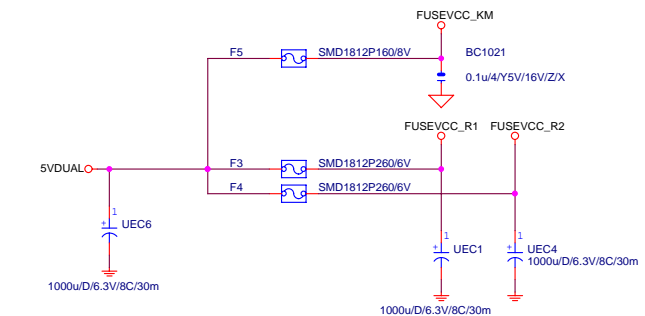 FUSEVCC_KM
F5 SMD1812P160/8V BC1021
0.1u/4/Y5V/16V/Z/X
FUSEVCC_R1 FUSEVCC_R2
5VDUAL F3 SMD1812P260/6V
F4 SMD1812P260/6V
1
+ UEC6
1000u/D/6.3V/8C/30m
1
+ UEC1
1000u/D/6.3V/8C/30m
1
+ UEC4
1000u/D/6.3V/8C/30m